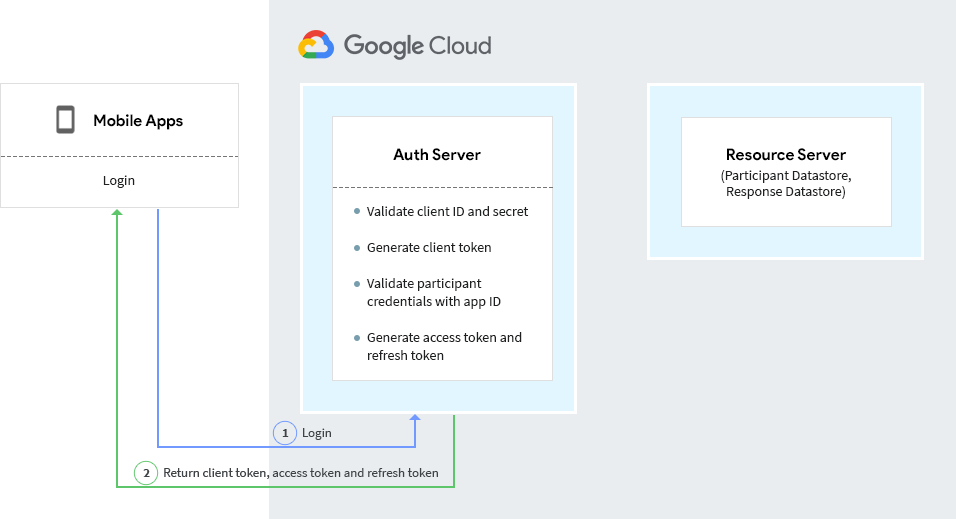 Google Cloud
Mobile Apps
Login
Auth Server
Validate client ID and secret
Generate client token
Validate participant
credentials with app ID
Generate access token and
refresh token
Resource Server
(Participant Datastore,
Response Datastore)
1 Login
2 Return client token, access token and refresh token